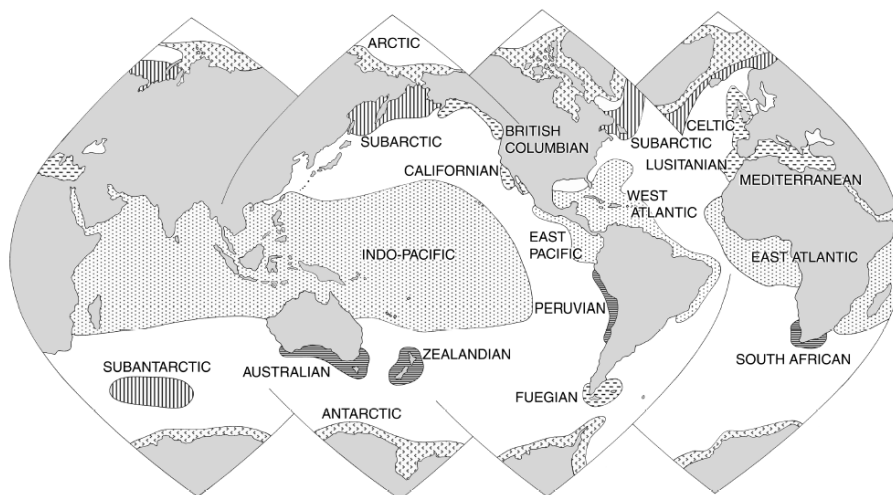 ARCTIC
BRITISH
COLUMBIAN
SUBARCTIC
CELTIC
SUBARCTIC
LUSITANIAN
CALIFORNIAN
MEDITERRANEAN
WEST
ATLANTIC
EAST
PACIFIC
INDO-PACIFIC
EAST ATLANTIC
PERUVIAN
ZEALANDIAN
SOUTH AFRICAN
SUBANTARCTIC
AUSTRALIAN
FUEGIAN
ANTARCTIC